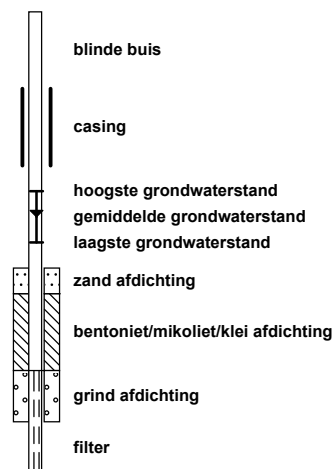 blinde buis
casing
hoogste grondwaterstand
gemiddelde grondwaterstand
laagste grondwaterstand
zand afdichting
bentoniet/mikoliet/klei afdichting
grind afdichting
filter